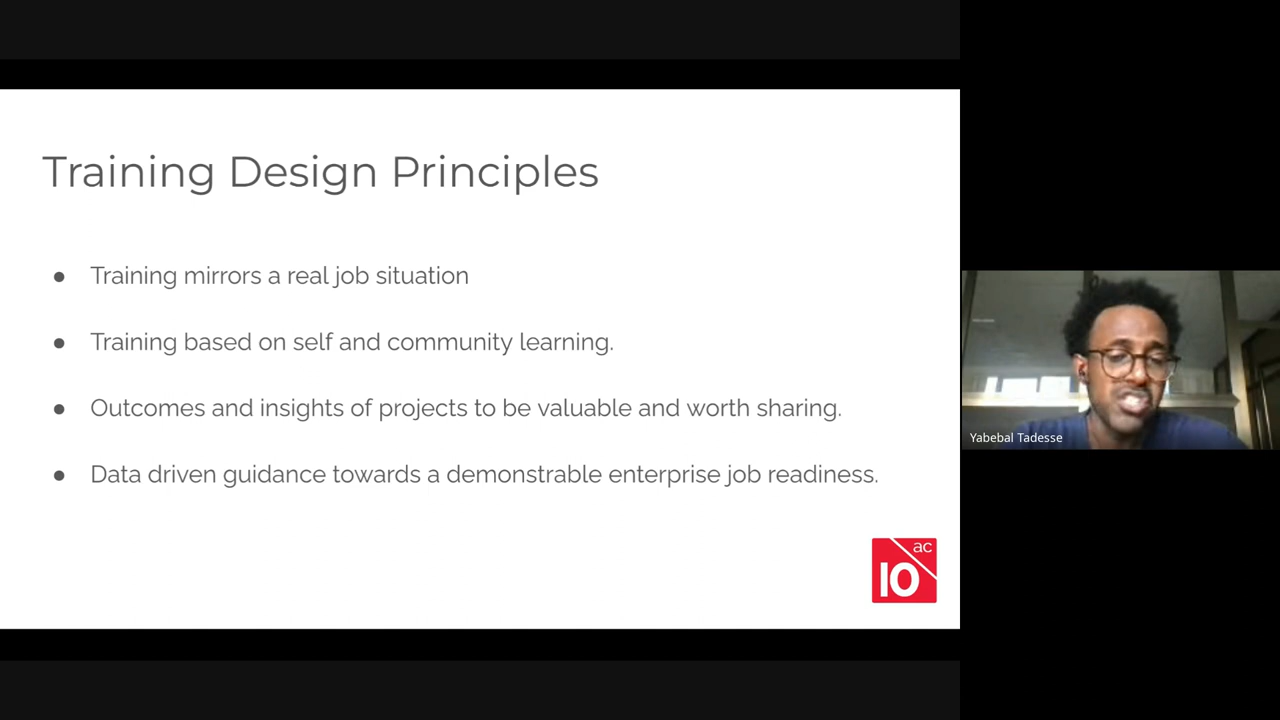 Training Design Principles
● Training mirrors a real job situation
● Training based on self and community learning.
● Outcomes and insights of projects to be valuable and worth sharing.
● Data driven guidance towards a demonstrable enterprise job readiness.
ac
10
Yabebal Tadesse